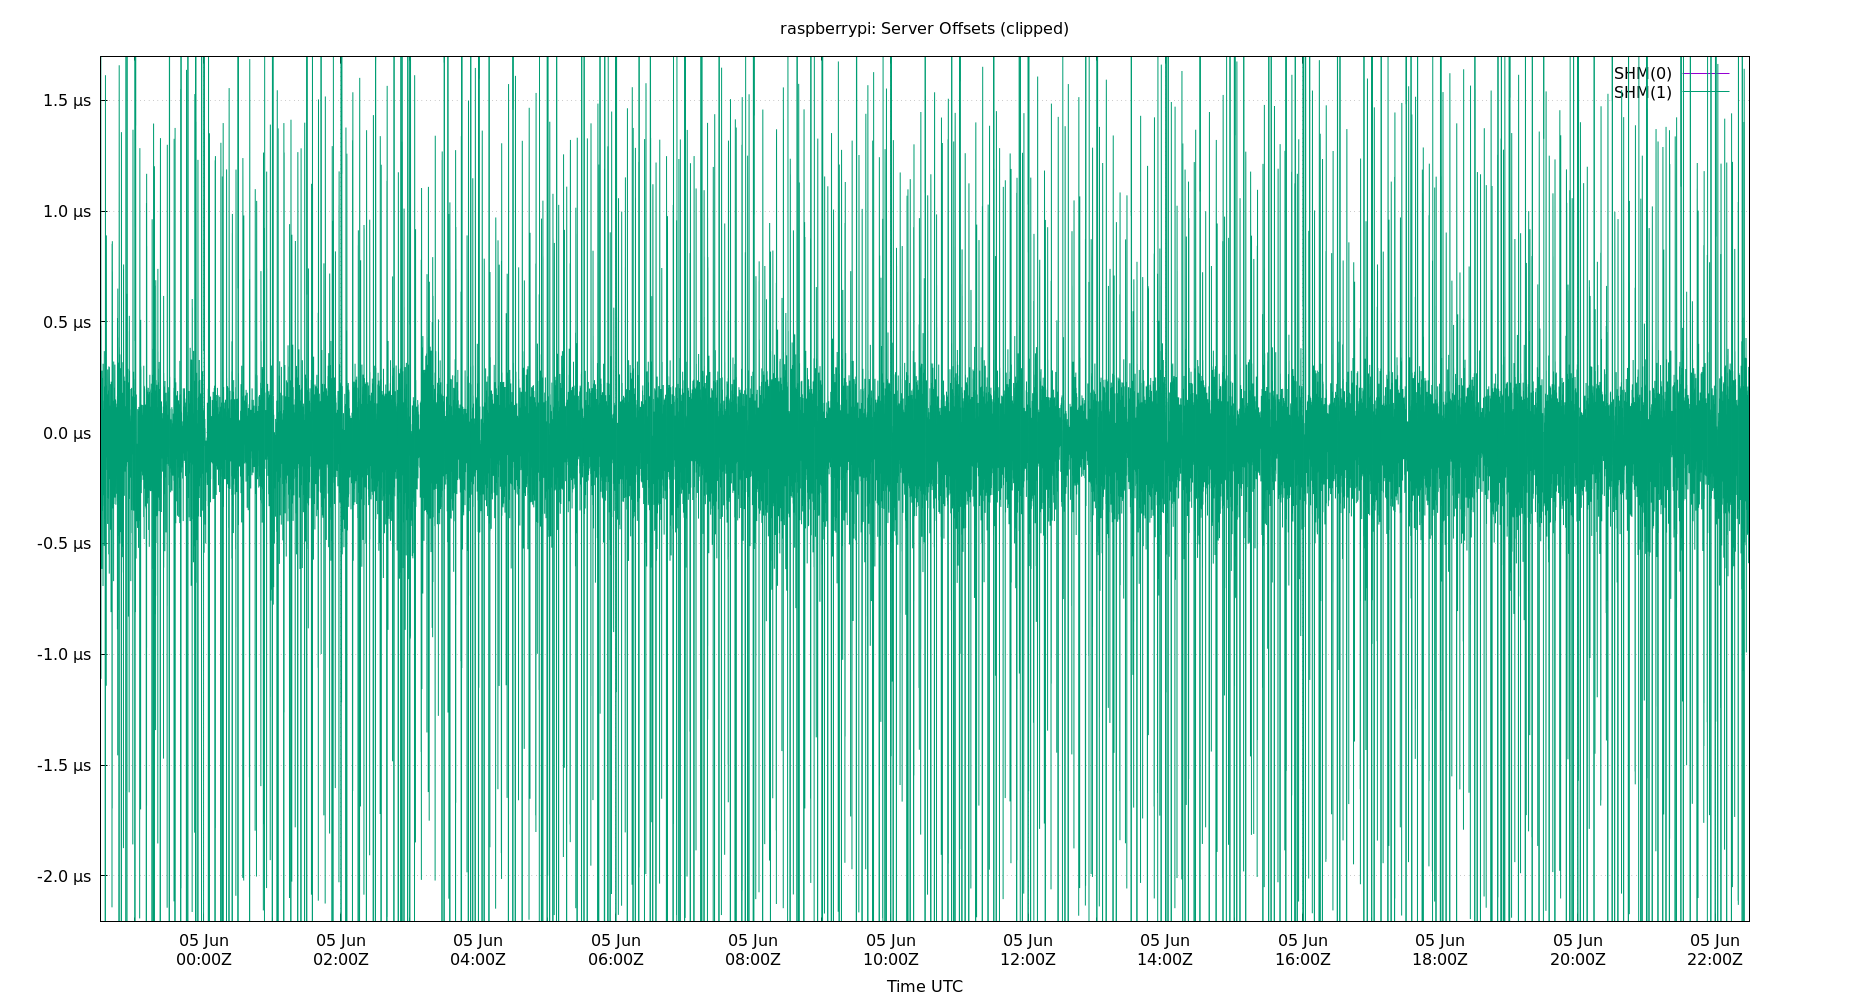 raspberrypi: Server Offsets (clipped)
SHM(0)
SHM(1)
1.5 µs
1.0 µs
0.5 µs
0.0 µs
-0.5 µs
-1.0 µs
-1.5 µs
-2.0 µs
05 Jun 05 Jun 05 Jun 05 Jun 05 Jun 05 Jun 05 Jun 05 Jun 05 Jun 05 Jun 05 Jun 05 Jun
00:00Z 02:00Z 04:00Z 06:00Z 08:00Z 10:00Z 12:00Z 14:00Z 16:00Z 18:00Z 20:00Z 22:00Z
Time UTC